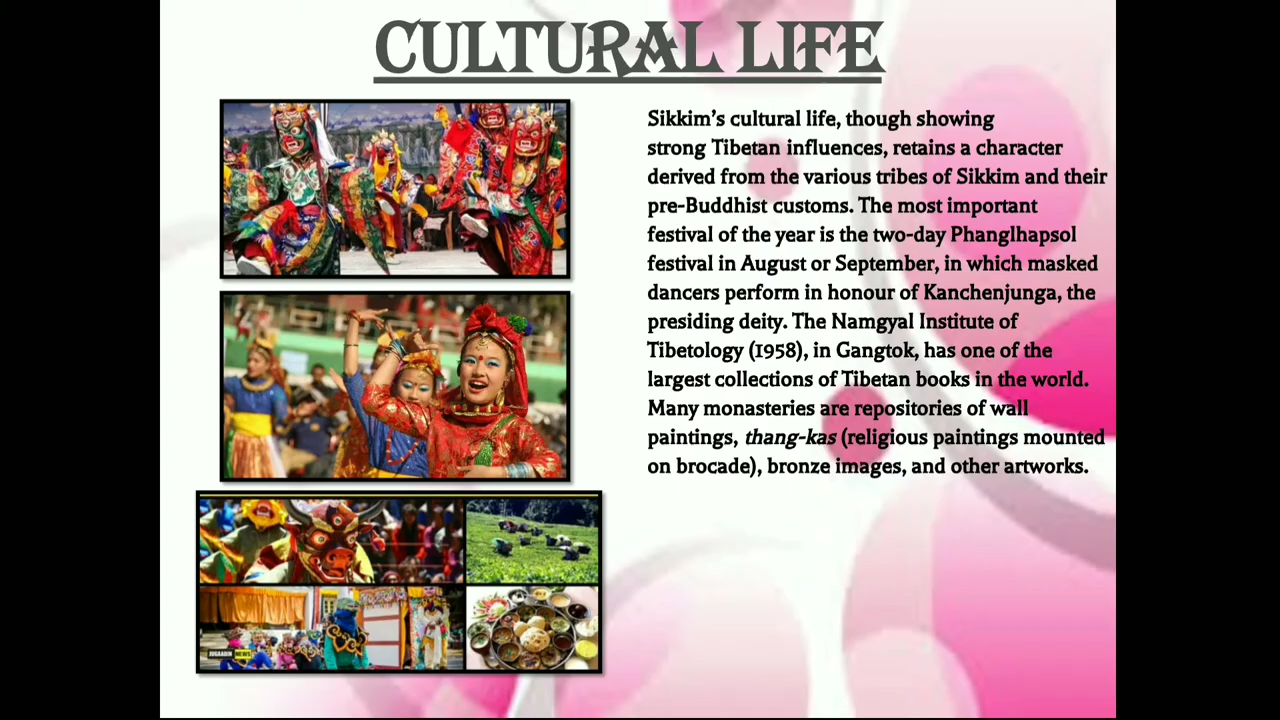 CULTURAL LIFE
Sikkim's cultural life, though showing
strong Tibetan influences, retains a character
derived from the various tribes of Sikkim and their
pre-Buddhist customs. The most important
festival of the year is the two-day Phanglhapsol
festival in August or September, in which masked
dancers perform in honour of Kanchenjunga, the
presiding deity. The Namgyal Institute of
Tibetology (1958), in Gangtok, has one of the
largest collections of Tibetan books in the world.
Many monasteries are repositories of wall
paintings, thang-kas (religious paintings mounted
on brocade), bronze images, and other artworks.
NEWS